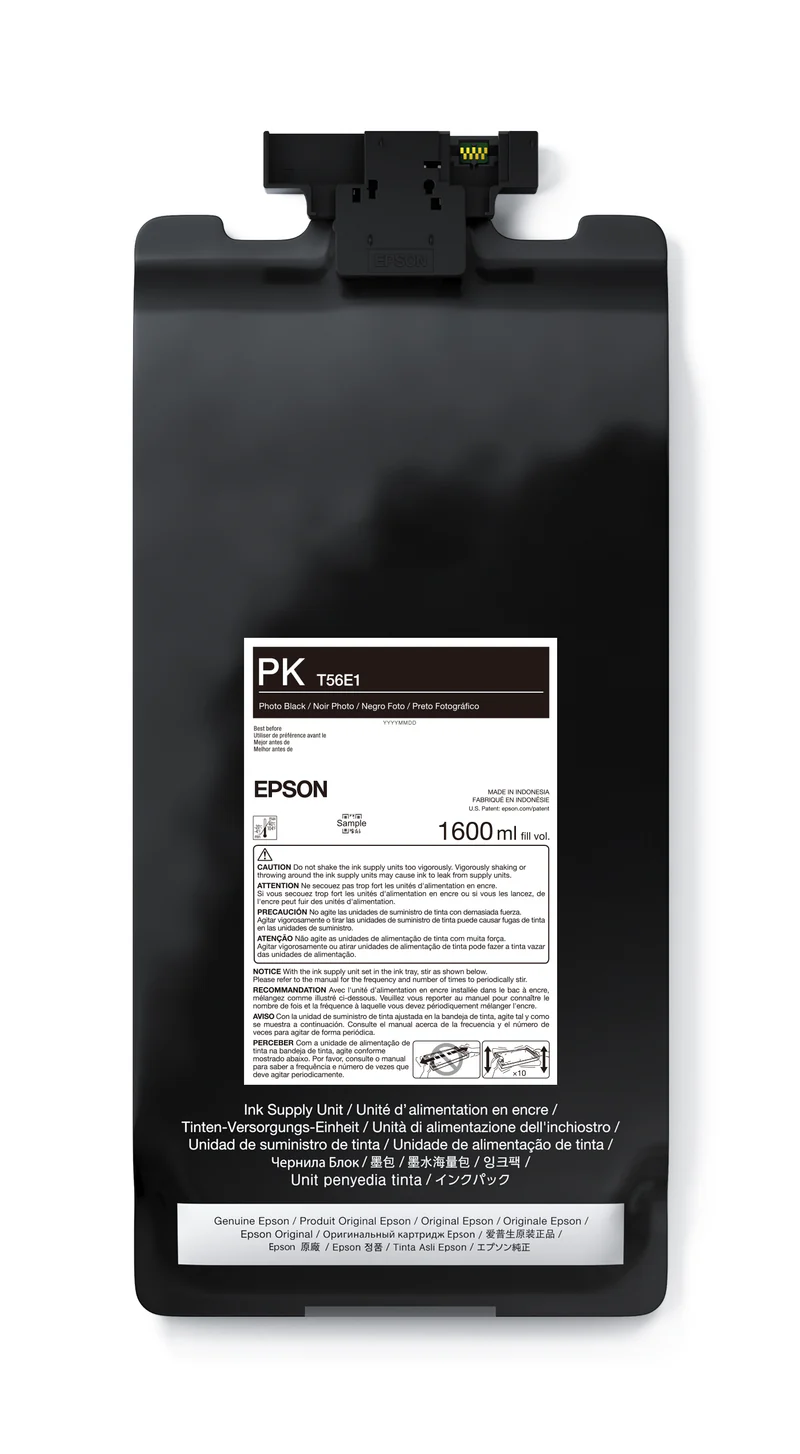 EPSON
PK T56E1
Photo Black / Noir Photo / Negro Foto / Preto Fotográfico
YYYYMMDD
Best before
Utiliser de préférence avant le
Mejor antes de
Melhor antes de
EPSON
MADE IN INDONESIA
FABRIQUÉ EN INDONÉSIE
U.S. Patent: epson.com/patent
Sample
1600 ml fill vol.
CAUTION Do not shake the ink supply units too vigorously. Vigorously shaking or
throwing around the ink supply units may cause ink to leak from supply units.
ATTENTION Ne secouez pas trop fort les unités d'alimentation en encre.
Si vous secouez trop fort les unités d'alimentation en encre ou si vous les lancez, de
l'encre peut fuir des unités d'alimentation.
PRECAUCIÓN No agite las unidades de suministro de tinta con demasiada fuerza.
Agitar vigorosamente o tirar las unidades de suministro de tinta puede causar fugas de tinta
en las unidades de suministro.
ATENÇÃO Não agite as unidades de alimentação de tinta com muita força.
Agitar vigorosamente ou atirar unidades de alimentação de tinta pode fazer a tinta vazar
das unidades de alimentação.
NOTICE With the ink supply unit set in the ink tray, stir as shown below.
Please refer to the manual for the frequency and number of times to periodically stir.
RECOMMANDATION Avec l'unité d'alimentation en encre installée dans le bac à encre,
mélangez comme illustré ci-dessous. Veuillez vous reporter au manuel pour connaître le
nombre de fois et la fréquence à laquelle vous devez périodiquement mélanger l'encre.
AVISO Con la unidad de suministro de tinta ajustada en la bandeja de tinta, agite tal y como
se muestra a continuación. Consulte el manual acerca de la frecuencia y el número de
veces para agitar de forma periódica.
PERCEBER Com a unidade de alimentação de
tinta na bandeja de tinta, agite conforme
mostrado abaixo. Por favor, consulte o manual
para saber a frequência e número de vezes que
deve agitar periodicamente.
×10
Ink Supply Unit / Unité d'alimentation en encre /
Tinten-Versorgungs-Einheit / Unità di alimentazione dell'inchiostro /
Unidad de suministro de tinta / Unidade de alimentação de tinta /
Чернила Блок / 墨包 / 墨水海量包 / 잉크팩 /
Unit penyedia tinta / インクパック
Genuine Epson / Produit Original Epson / Original Epson / Originale Epson /
Epson Original / Оригинальный картридж Epson / 爱普生原装正品 /
Epson 原廠 / Epson 정품 / Tinta Asli Epson / エプソン純正